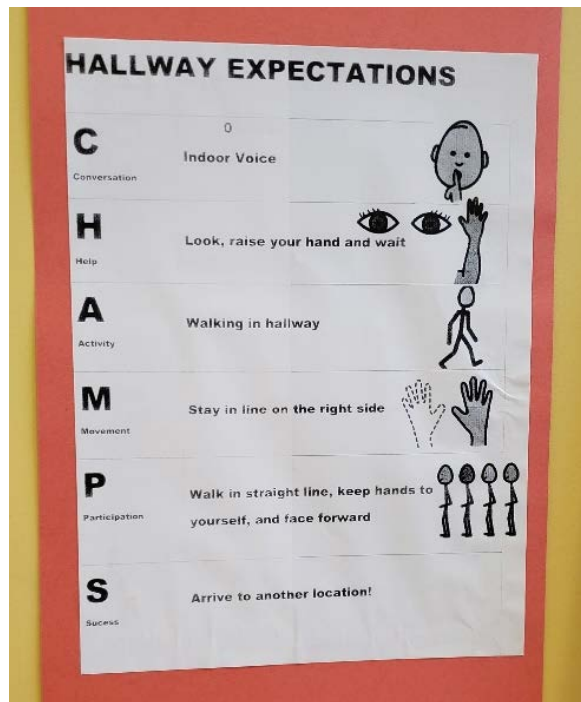 HALLWAY EXPECTATIONS
C
Conversation
0
Indoor Voice
H
Help
Look, raise your hand and wait
A
Activity
Walking in hallway
M
Movement
Stay in line on the right side
P
Participation
Walk in straight line, keep hands to
yourself, and face forward
S
Sucess
Arrive to another location!